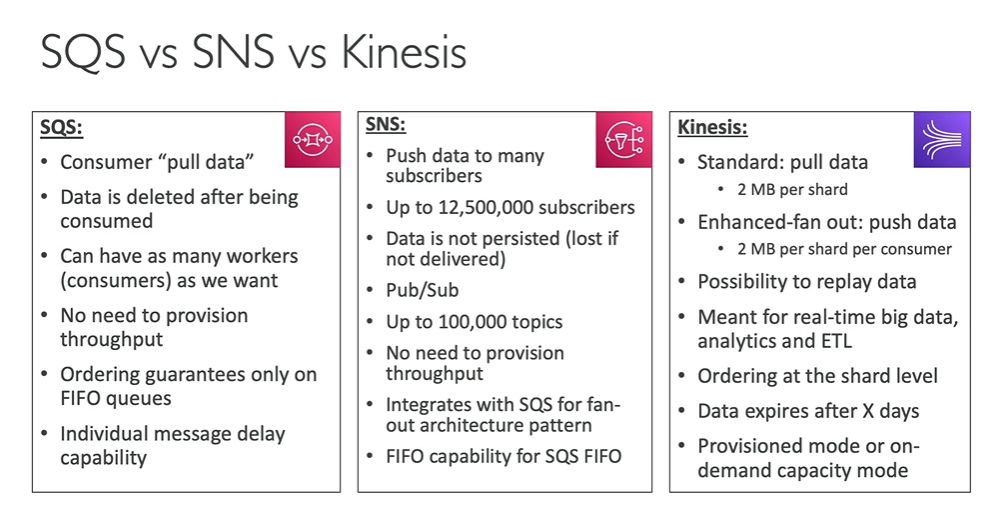 SQS vs SNS vs Kinesis
SQS:
• Consumer “pull data”
• Data is deleted after being
consumed
• Can have as many workers
(consumers) as we want
• No need to provision
throughput
• Ordering guarantees only on
FIFO queues
• Individual message delay
capability
SNS:
• Push data to many
subscribers
• Up to 12,500,000 subscribers
• Data is not persisted (lost if
not delivered)
• Pub/Sub
• Up to 100,000 topics
• No need to provision
throughput
• Integrates with SQS for fan-
out architecture pattern
• FIFO capability for SQS FIFO
Kinesis:
• Standard: pull data
• 2 MB per shard
• Enhanced-fan out: push data
• 2 MB per shard per consumer
• Possibility to replay data
• Meant for real-time big data,
analytics and ETL
• Ordering at the shard level
• Data expires after X days
• Provisioned mode or on-
demand capacity mode